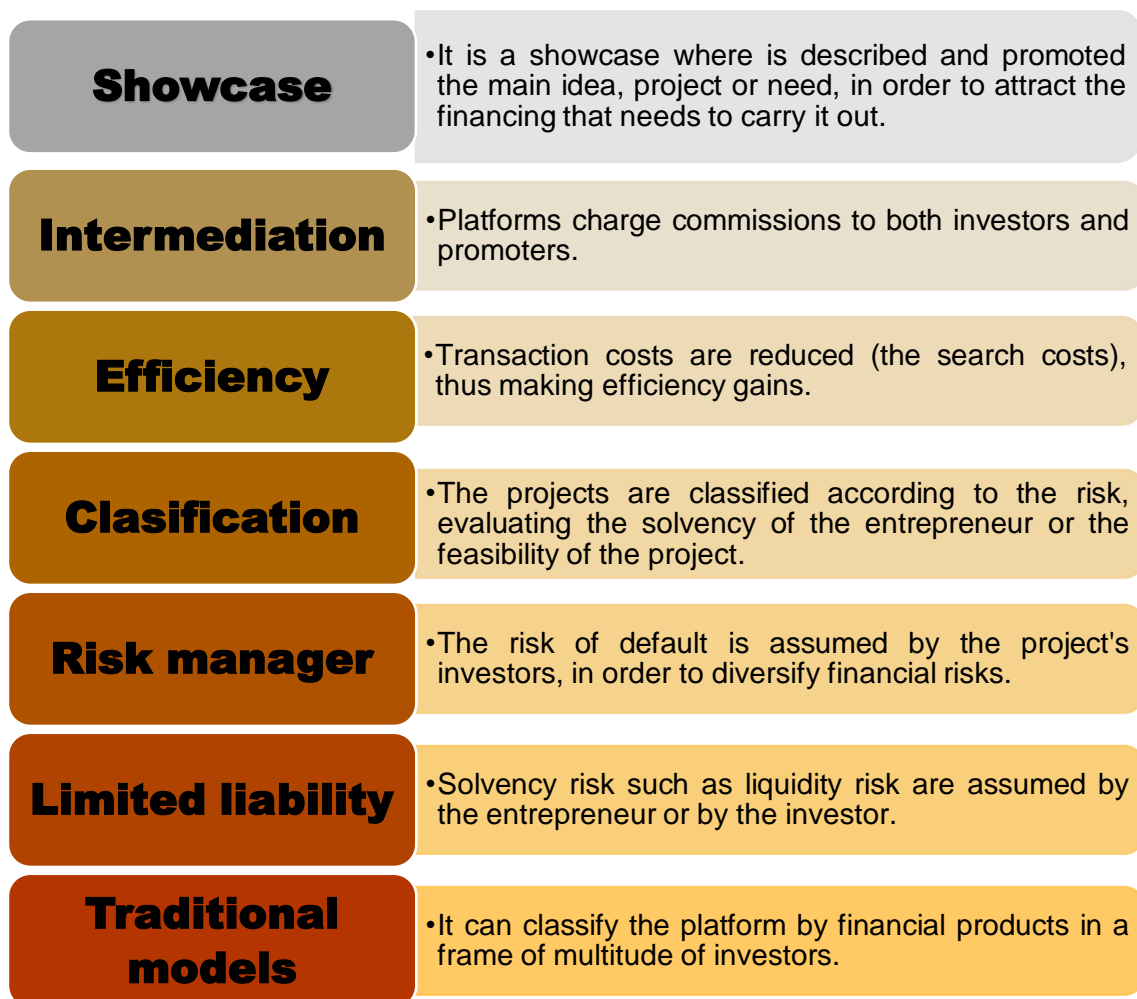 Showcase
•It is a showcase where is described and promoted
the main idea, project or need, in order to attract the
financing that needs to carry it out.
Intermediation
•Platforms charge commissions to both investors and
promoters.
Efficiency
•Transaction costs are reduced (the search costs),
thus making efficiency gains.
Clasification
•The projects are classified according to the risk,
evaluating the solvency of the entrepreneur or the
feasibility of the project.
Risk manager
•The risk of default is assumed by the project's
investors, in order to diversify financial risks.
Limited liability
•Solvency risk such as liquidity risk are assumed by
the entrepreneur or by the investor.
Traditional
models
•It can classify the platform by financial products in a
frame of multitude of investors.